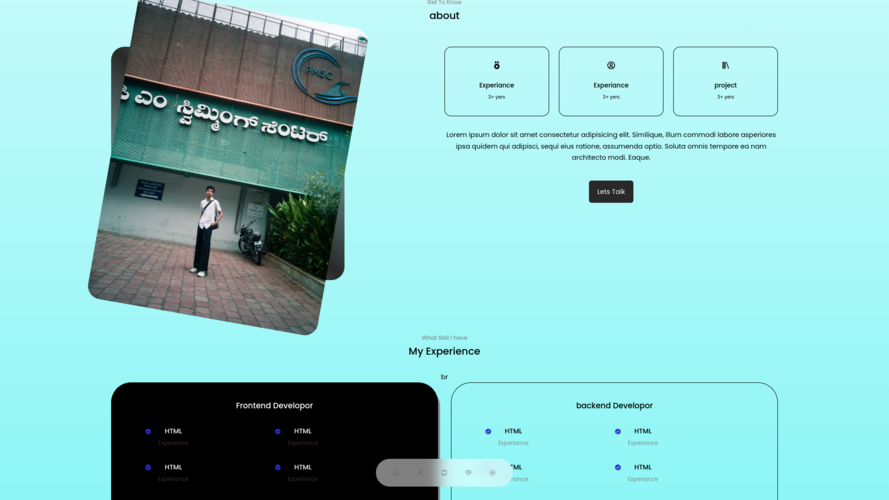 Get To Know
about
PMSC
ಪಿ ಎಂ ಸ್ವಿಮ್ಮಿಂಗ್ ಸೆಂಟರ್
Experiance
3+ yers
Experiance
3+ yers
project
3+ yers
Lorem ipsum dolor sit amet consectetur adipisicing elit. Similique, illum commodi labore asperiores
ipsa quidem qui adipisci, sequi eius ratione, assumenda optio. Soluta omnis tempore ea nam
architecto modi. Eaque.
Lets Talk
What Skill I have
My Experience
br
Frontend Developor
HTML
Experiance
HTML
Experiance
HTML
Experiance
HTML
Experiance
backend Developor
HTML
Experiance
HTML
Experiance
HTML
Experiance